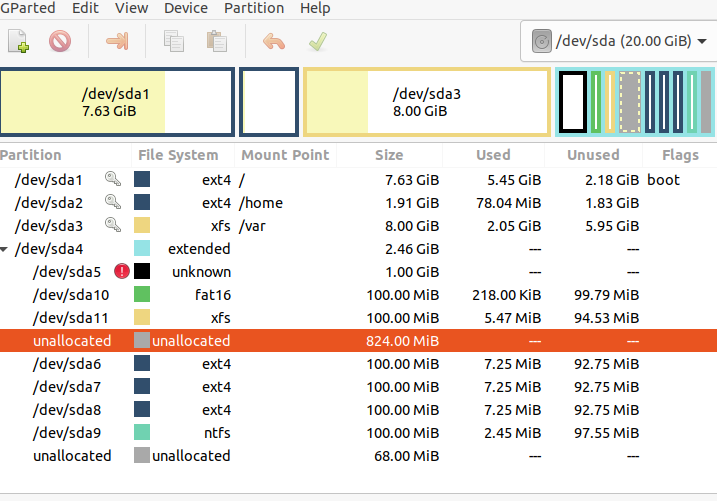 GParted Edit View Device Partition Help
/dev/sda (20.00 GiB)
/dev/sda1
7.63 GiB
/dev/sda3
8.00 GiB
Partition File System Mount Point Size Used Unused Flags
/dev/sda1 ext4 / 7.63 GiB 5.45 GiB 2.18 GiB boot
/dev/sda2 ext4 /home 1.91 GiB 78.04 MiB 1.83 GiB
/dev/sda3 xfs /var 8.00 GiB 2.05 GiB 5.95 GiB
/dev/sda4 extended 2.46 GiB --- ---
/dev/sda5 unknown 1.00 GiB --- ---
/dev/sda10 fat16 100.00 MiB 218.00 KiB 99.79 MiB
/dev/sda11 xfs 100.00 MiB 5.47 MiB 94.53 MiB
unallocated unallocated 824.00 MiB --- ---
/dev/sda6 ext4 100.00 MiB 7.25 MiB 92.75 MiB
/dev/sda7 ext4 100.00 MiB 7.25 MiB 92.75 MiB
/dev/sda8 ext4 100.00 MiB 7.25 MiB 92.75 MiB
/dev/sda9 ntfs 100.00 MiB 2.45 MiB 97.55 MiB
unallocated unallocated 68.00 MiB --- ---